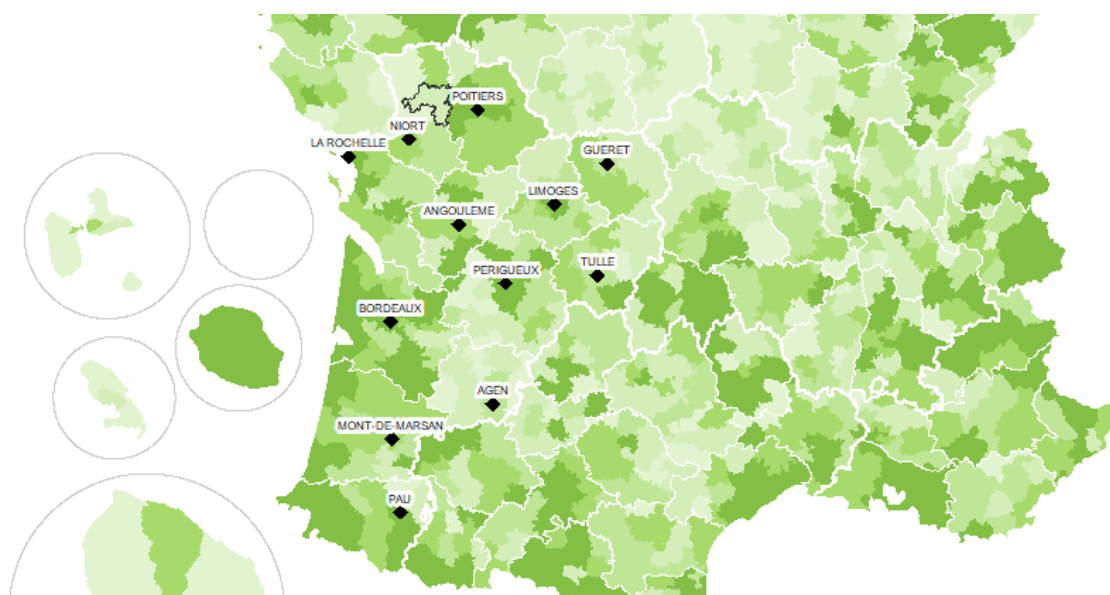 POITIERS
NIORT
LA ROCHELLE
GUERET
LIMOGES
ANGOULEME
TULLE
PERIGUEUX
BORDEAUX
AGEN
MONT-DE-MARSAN
PAU